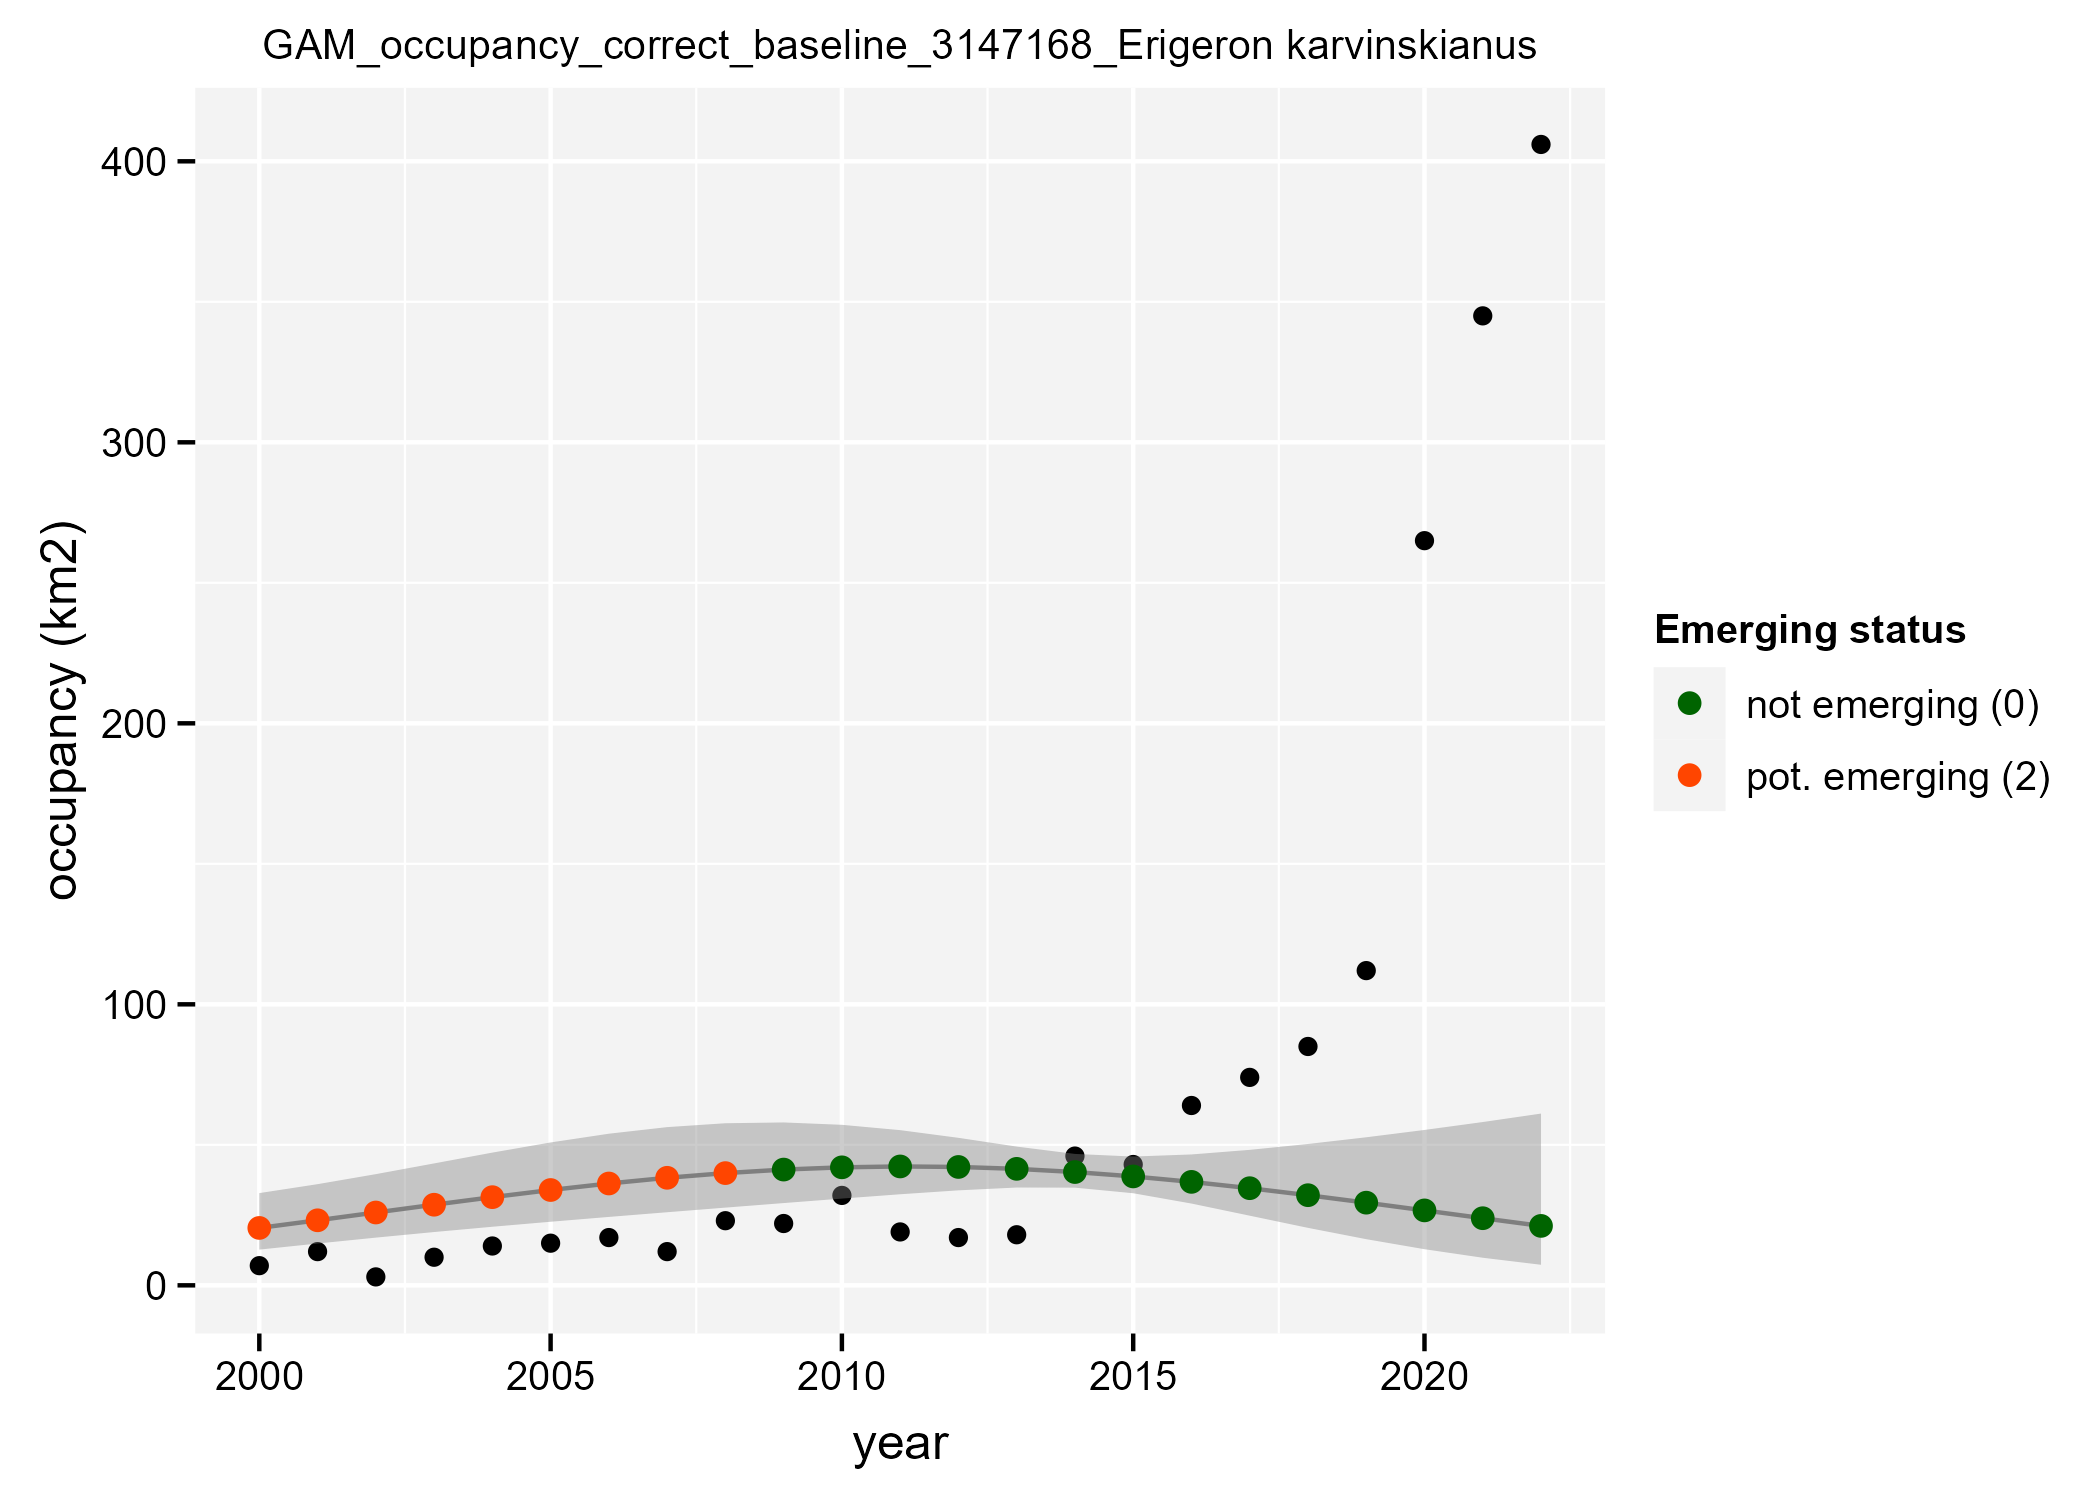 GAM_occupancy_correct_baseline_3147168_Erigeron karvinskianus
occupancy (km2)
400
300
200
100
0
2000 2005 2010 2015 2020
year
Emerging status
not emerging (0)
pot. emerging (2)